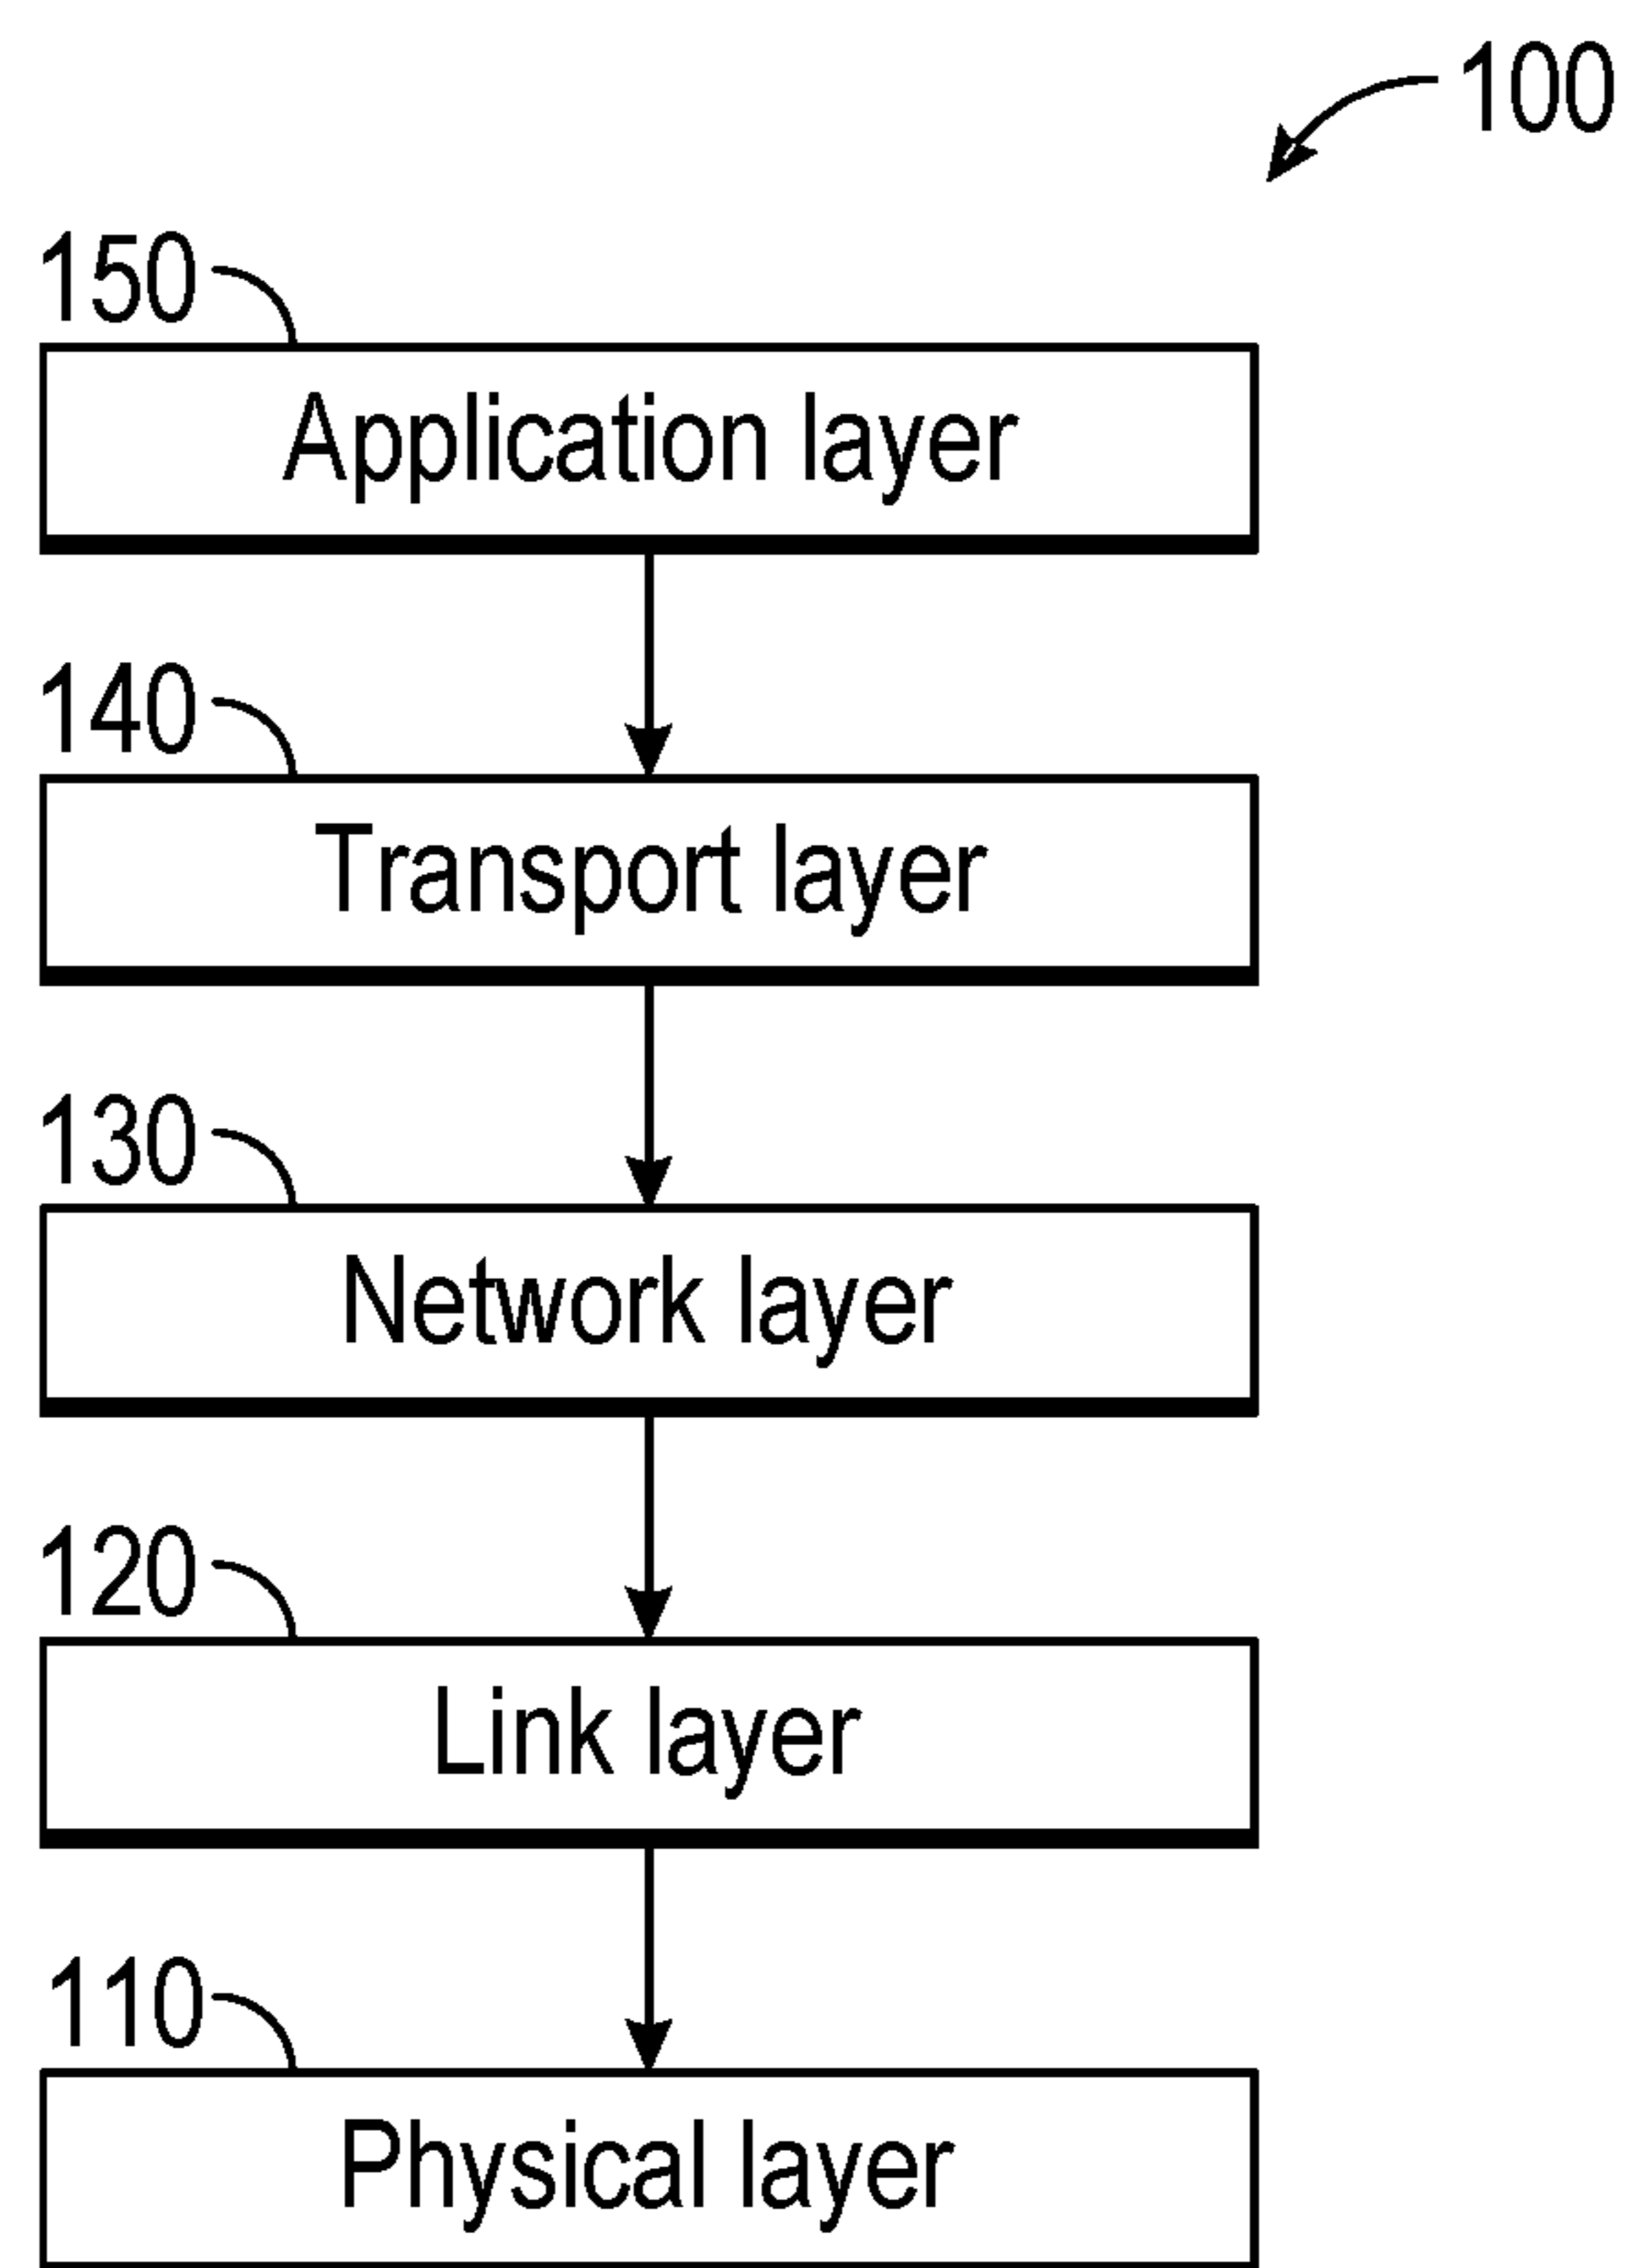 100
150
Application layer
140
Transport layer
130
Network layer
120
Link layer
110
Physical layer